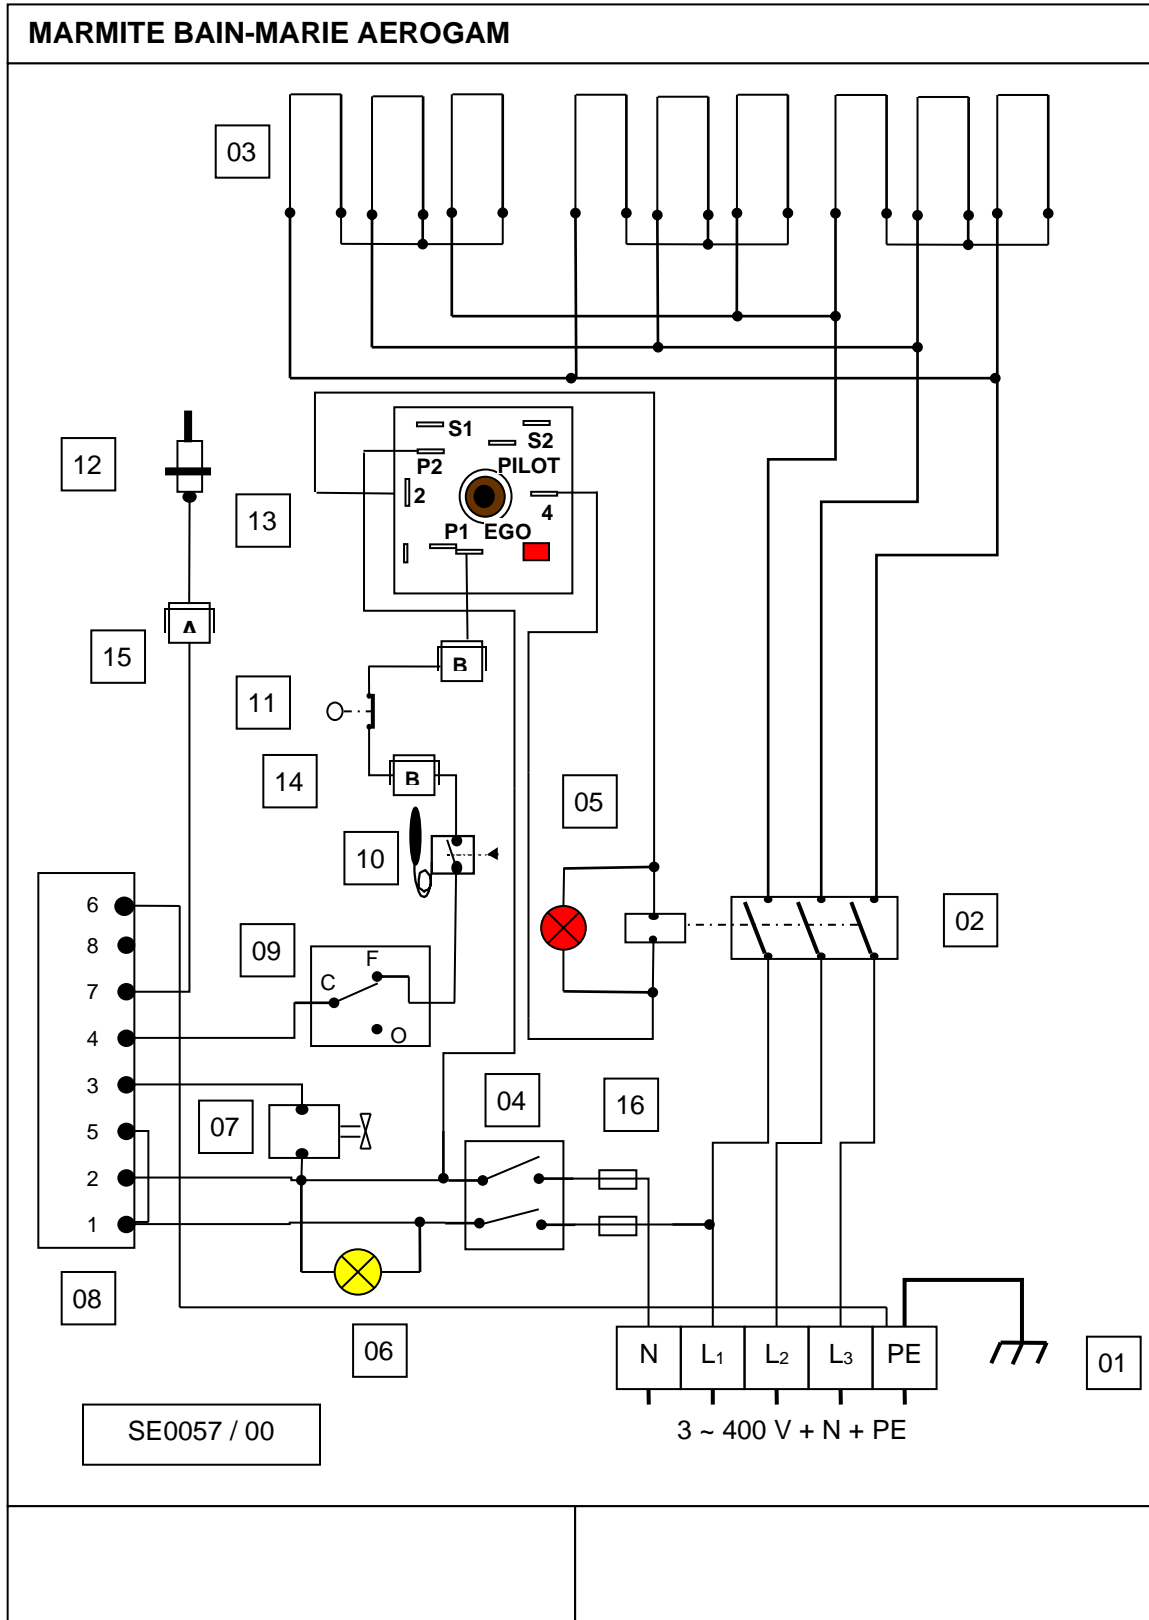 MARMITE BAIN-MARIE AEROGAM
03
S1
S2
P2
PILOT
2
4
P1
EGO
12
13
A
15
B
11
B
14
05
10
6
8
7
4
3
5
2
1
09
C
F
O
02
04
16
07
08
06
N
L1
L2
L3
PE
01
SE0057 / 00
3 ~ 400 V + N + PE